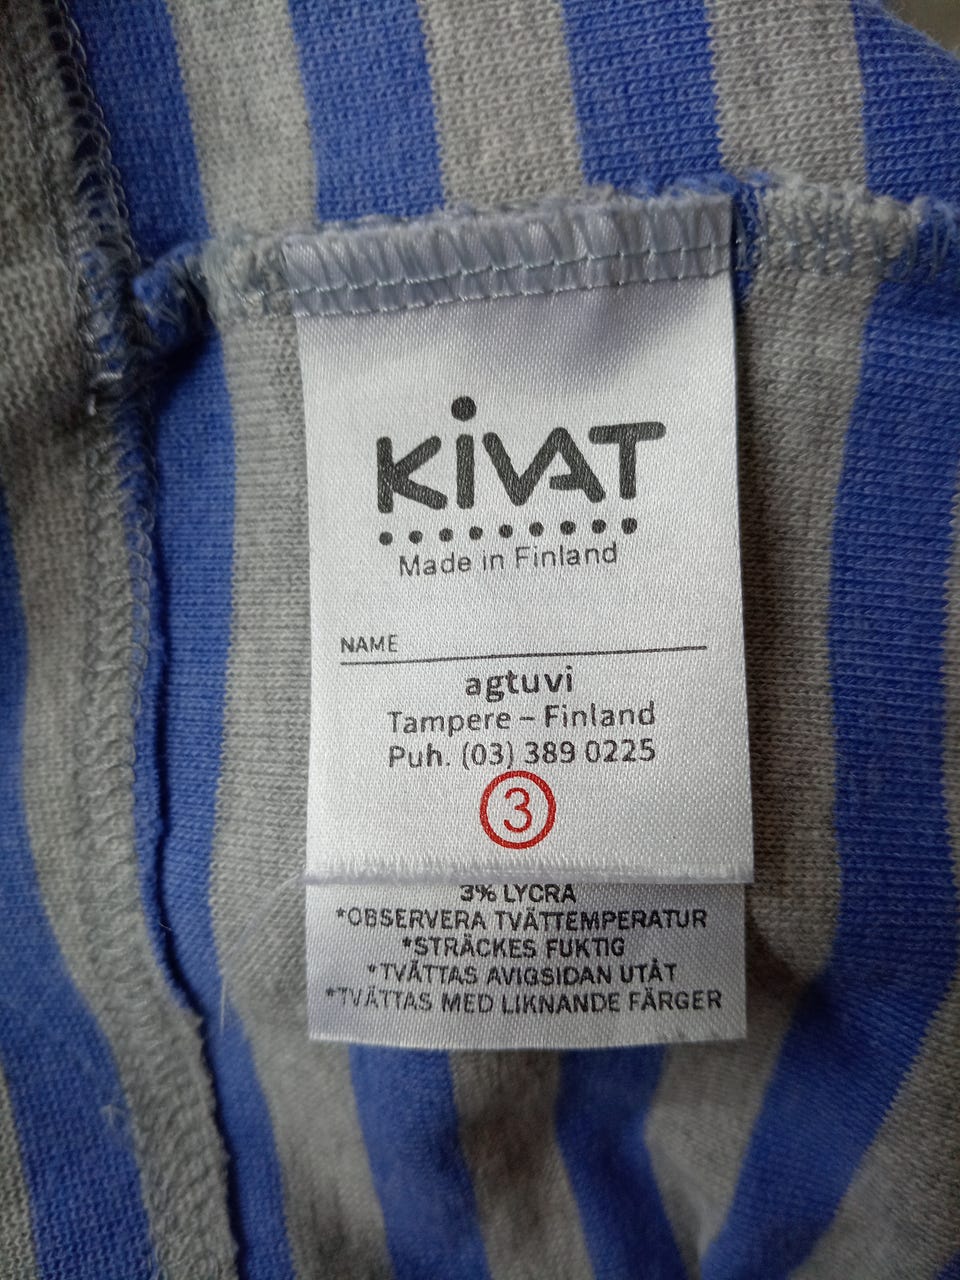 KiVAT
Made in Finland
NAME
agtuvi
Tampere – Finland
Puh. (03) 389 0225
3
3% LYCRA
*OBSERVERA TVÄTTEMPERATUR
*STRÄCKES FUKTIG
*TVÄTTAS AVIGSIDAN UTÅT
*TVÄTTAS MED LIKNANDE FÄRGER